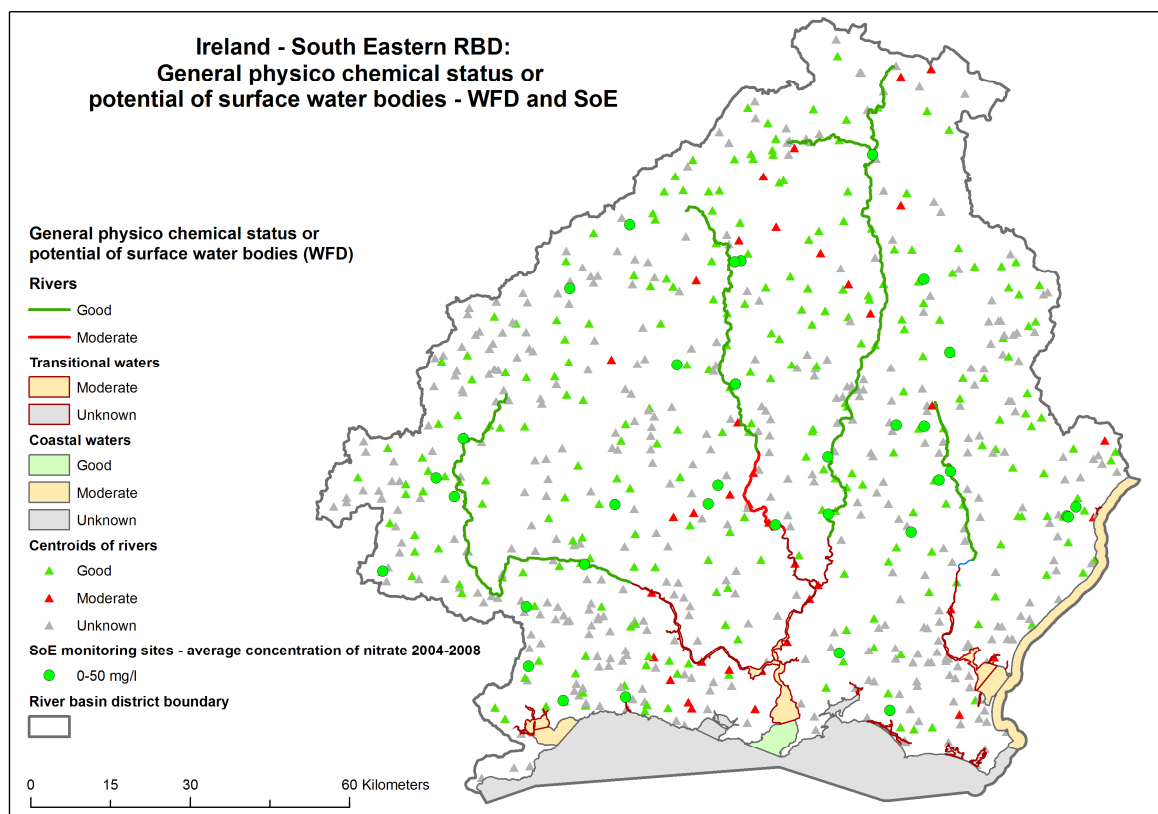 Ireland - South Eastern RBD:
General physico chemical status or
potential of surface water bodies - WFD and SoE
General physico chemical status or
potential of surface water bodies (WFD)
Rivers
Good
Moderate
Transitional waters
Moderate
Unknown
Coastal waters
Good
Moderate
Unknown
Centroids of rivers
Good
Moderate
Unknown
SoE monitoring sites - average concentration of nitrate 2004-2008
0-50 mg/l
River basin district boundary
0 30 60 Kilometers